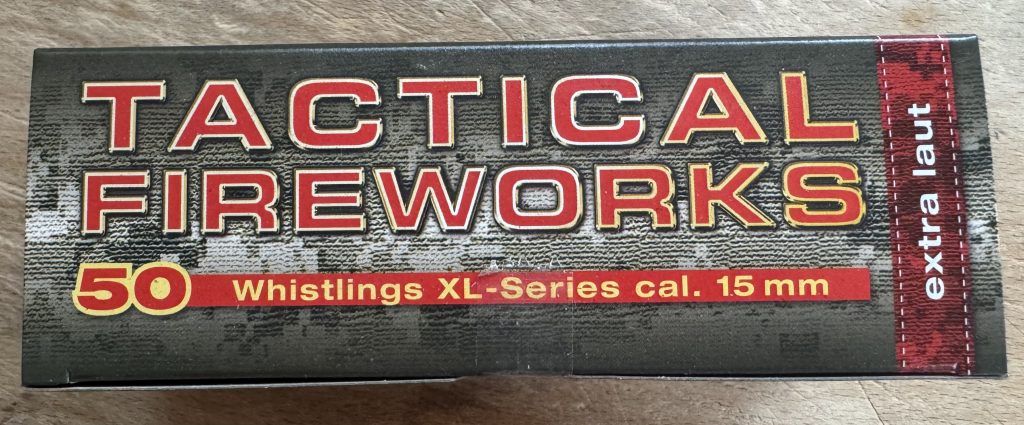 TACTICAL
FIREWORKS
50 Whistlings XL-Series cal. 15 mm
extra laut